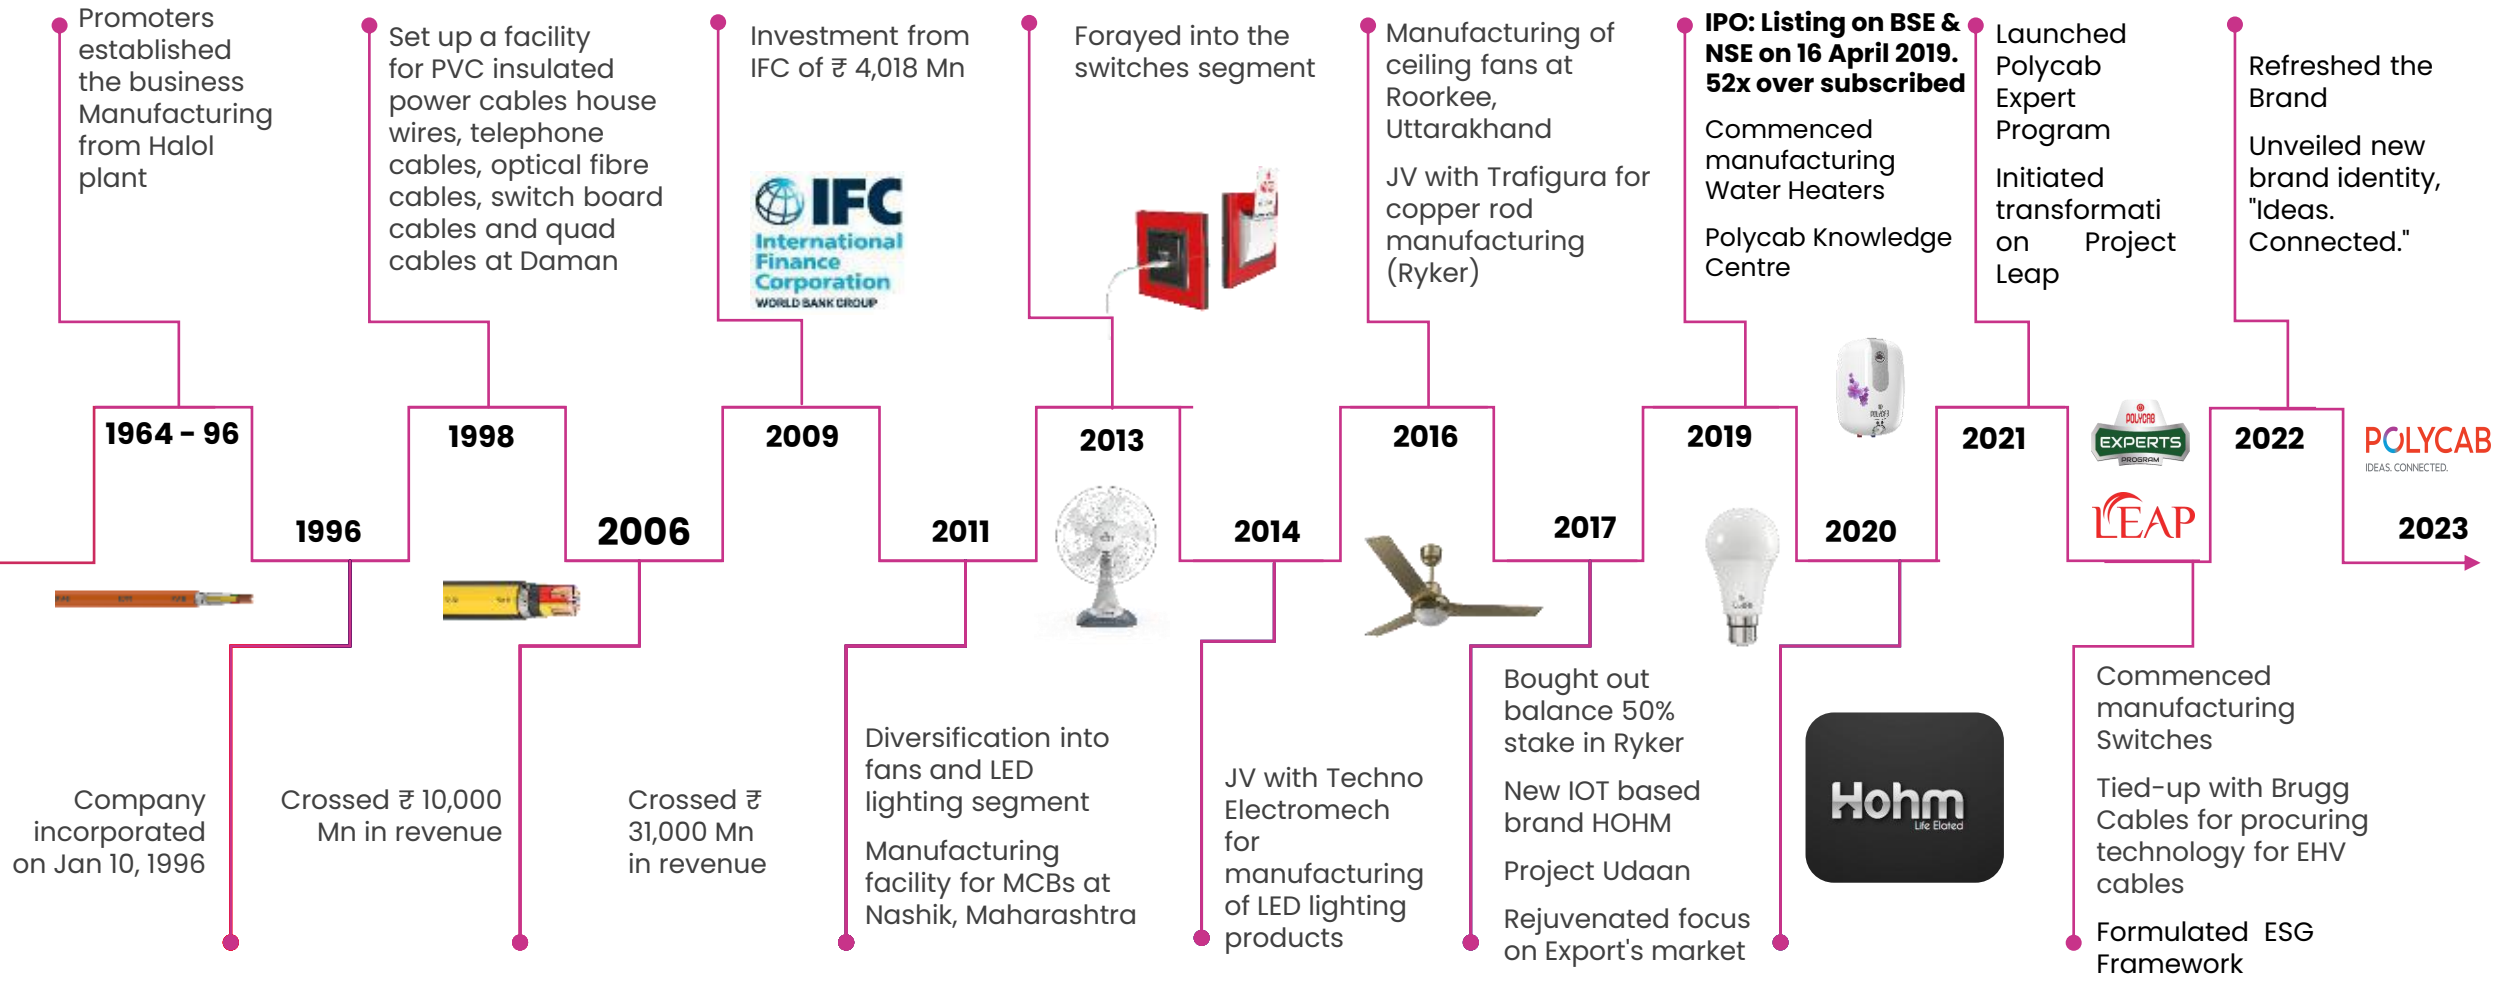 Promoters
established
the business
Manufacturing
from Halol
plant
Set up a facility
for PVC insulated
power cables house
wires, telephone
cables, optical fibre
cables, switch board
cables and quad
cables at Daman
Investment from
IFC of ₹ 4,018 Mn
IFC
International
Finance
Corporation
WORLD BANK GROUP
Forayed into the
switches segment
Manufacturing of
ceiling fans at
Roorkee,
Uttarakhand
JV with Trafigura for
copper rod
manufacturing
(Ryker)
IPO: Listing on BSE &
NSE on 16 April 2019.
52x over subscribed
Commenced
manufacturing
Water Heaters
Polycab Knowledge
Centre
Launched
Polycab
Expert
Program
Initiated
transformati
on Project
Leap
Refreshed the
Brand
Unveiled new
brand identity,
"Ideas.
Connected."
1964 - 96
1998
2009
2013
2016
2019
2021
2022
POLYCAB
EXPERTS
PROGRAM
LEAP
POLYCAB
IDEAS. CONNECTED.
1996
2006
2011
2014
2017
2020
2023
Company
incorporated
on Jan 10, 1996
Crossed ₹ 10,000
Mn in revenue
Crossed ₹
31,000 Mn
in revenue
Diversification into
fans and LED
lighting segment
Manufacturing
facility for MCBs at
Nashik, Maharashtra
JV with Techno
Electromech
for
manufacturing
of LED lighting
products
Bought out
balance 50%
stake in Ryker
New IOT based
brand HOHM
Project Udaan
Rejuvenated focus
on Export's market
Hohm
Life Elated
Commenced
manufacturing
Switches
Tied-up with Brugg
Cables for procuring
technology for EHV
cables
Formulated ESG
Framework